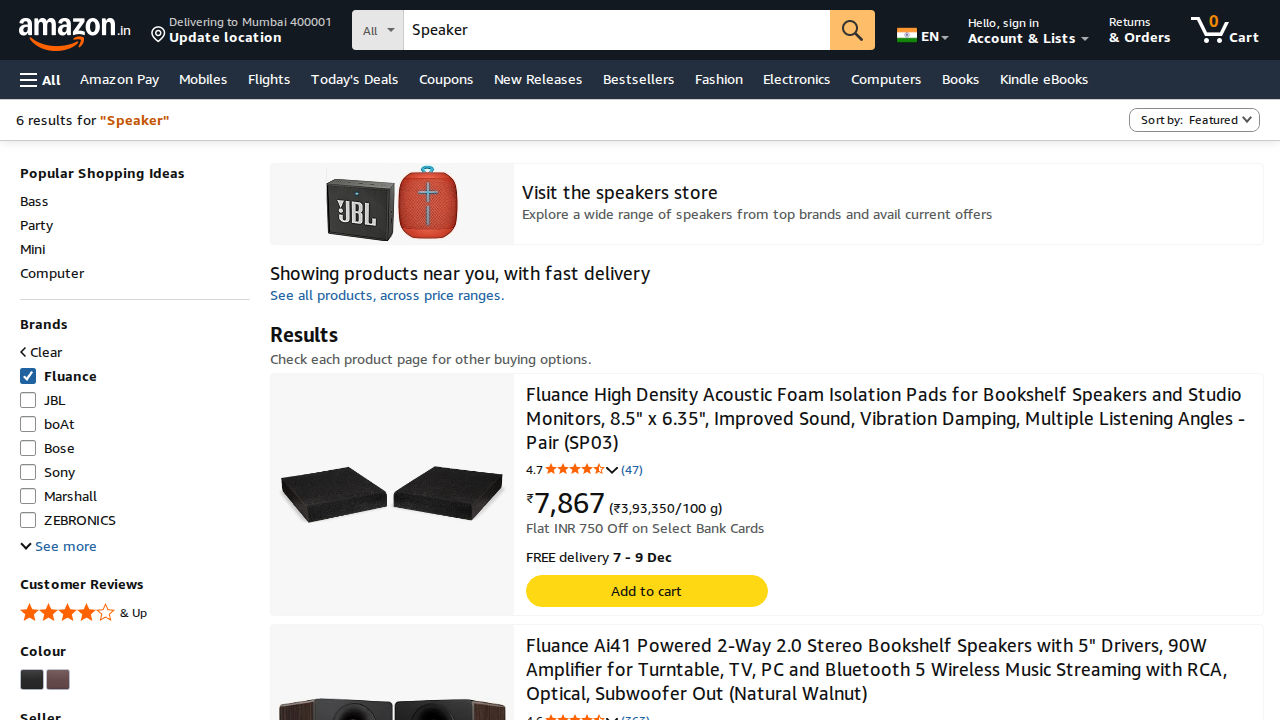 amazon.in
Delivering to Mumbai 400001
Update location
All
Speaker
EN
Hello, sign in
Account & Lists
Returns
& Orders
0
Cart
All
Amazon Pay
Mobiles
Flights
Today's Deals
Coupons
New Releases
Bestsellers
Fashion
Electronics
Computers
Books
Kindle eBooks
6 results for "Speaker"
Sort by: Featured
Popular Shopping Ideas
Bass
Party
Mini
Computer
Brands
Clear
Fluance
JBL
boAt
Bose
Sony
Marshall
ZEBRONICS
See more
Customer Reviews
& Up
Colour
Seller
JBL
Visit the speakers store
Explore a wide range of speakers from top brands and avail current offers
Showing products near you, with fast delivery
See all products, across price ranges.
Results
Check each product page for other buying options.
Fluance High Density Acoustic Foam Isolation Pads for Bookshelf Speakers and Studio
Monitors, 8.5" x 6.35", Improved Sound, Vibration Damping, Multiple Listening Angles -
Pair (SP03)
4.7 (47)
₹7,867 (₹3,93,350/100 g)
Flat INR 750 Off on Select Bank Cards
FREE delivery 7 - 9 Dec
Add to cart
Fluance Ai41 Powered 2-Way 2.0 Stereo Bookshelf Speakers with 5" Drivers, 90W
Amplifier for Turntable, TV, PC and Bluetooth 5 Wireless Music Streaming with RCA,
Optical, Subwoofer Out (Natural Walnut)
4.6 (363)